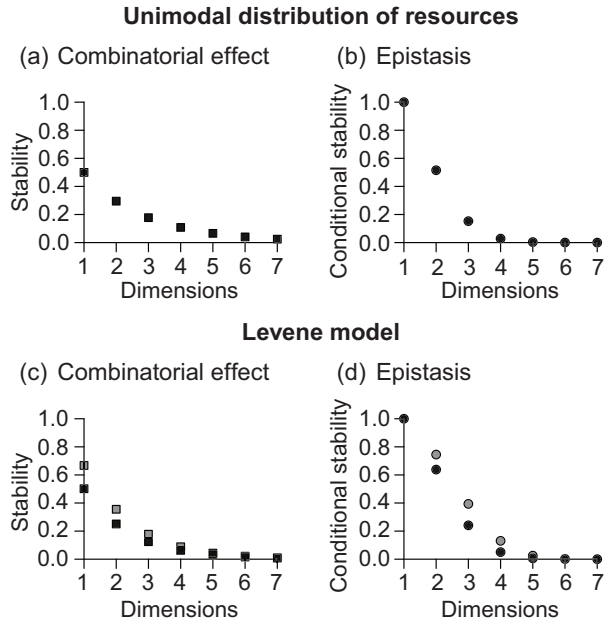 Unimodal distribution of resources
(a) Combinatorial effect
(b) Epistasis
Stability
1.0
0.8
0.6
0.4
0.2
0.0
1 2 3 4 5 6 7
Dimensions
Conditional stability
1.0
0.8
0.6
0.4
0.2
0.0
1 2 3 4 5 6 7
Dimensions
Levene model
(c) Combinatorial effect
(d) Epistasis
Stability
1.0
0.8
0.6
0.4
0.2
0.0
1 2 3 4 5 6 7
Dimensions
Conditional stability
1.0
0.8
0.6
0.4
0.2
0.0
1 2 3 4 5 6 7
Dimensions